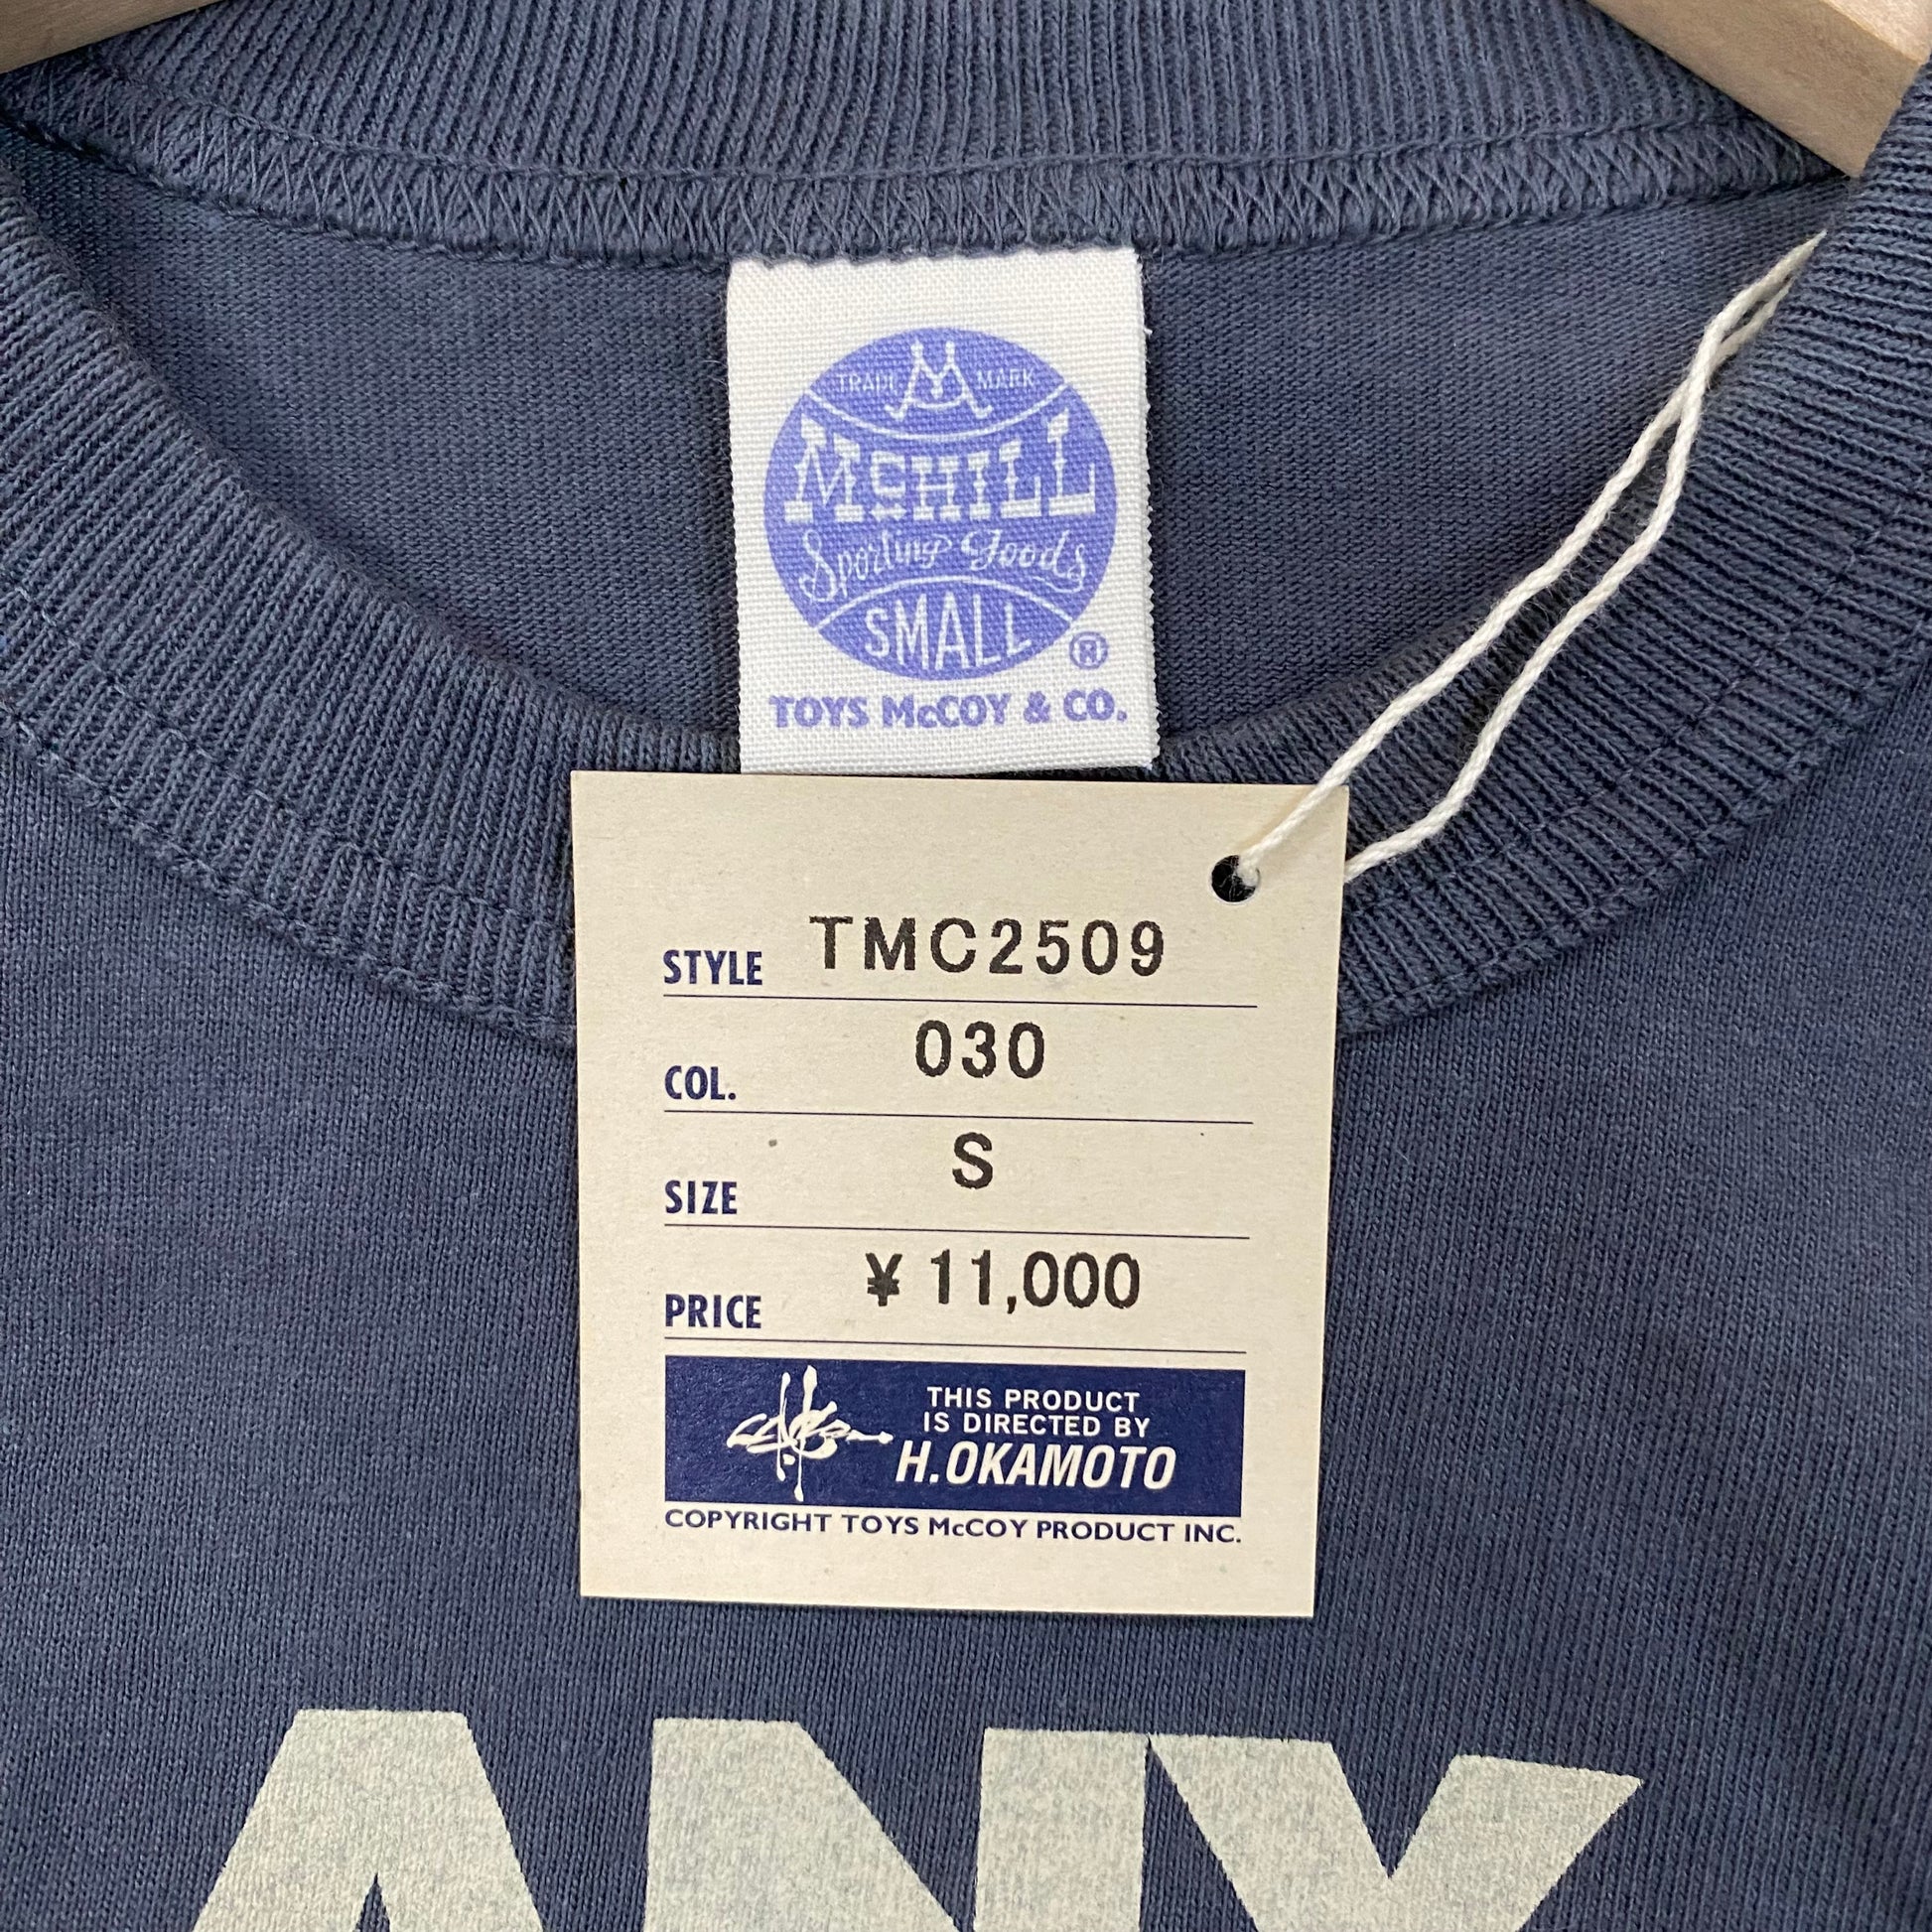 TRADE M MARK
McHILL
Sporting Goods
SMALL
®
TOYS McCOY & CO.
STYLE TMC2509
COL. 030
SIZE S
PRICE ¥ 11,000
THIS PRODUCT
IS DIRECTED BY
H.OKAMOTO
COPYRIGHT TOYS McCOY PRODUCT INC.
ANY